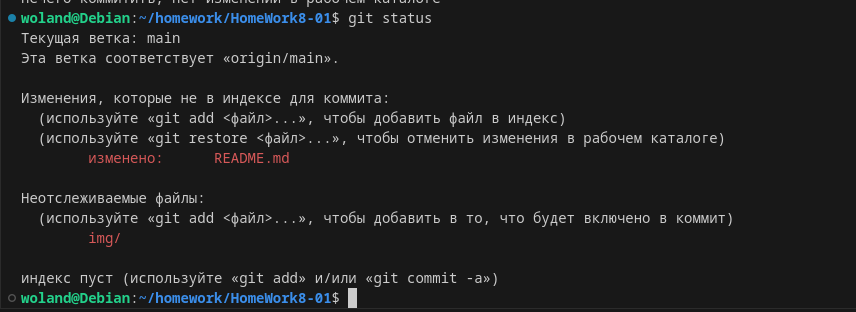 нечего коммитить, нет изменений в рабочем каталоге
woland@Debian:~/homework/HomeWork8-01$ git status
Текущая ветка: main
Эта ветка соответствует «origin/main».
Изменения, которые не в индексе для коммита:
(используйте «git add <файл>...», чтобы добавить файл в индекс)
(используйте «git restore <файл>...», чтобы отменить изменения в рабочем каталоге)
изменено: README.md
Неотслеживаемые файлы:
(используйте «git add <файл>...», чтобы добавить в то, что будет включено в коммит)
img/
индекс пуст (используйте «git add» и/или «git commit -a»)
woland@Debian:~/homework/HomeWork8-01$